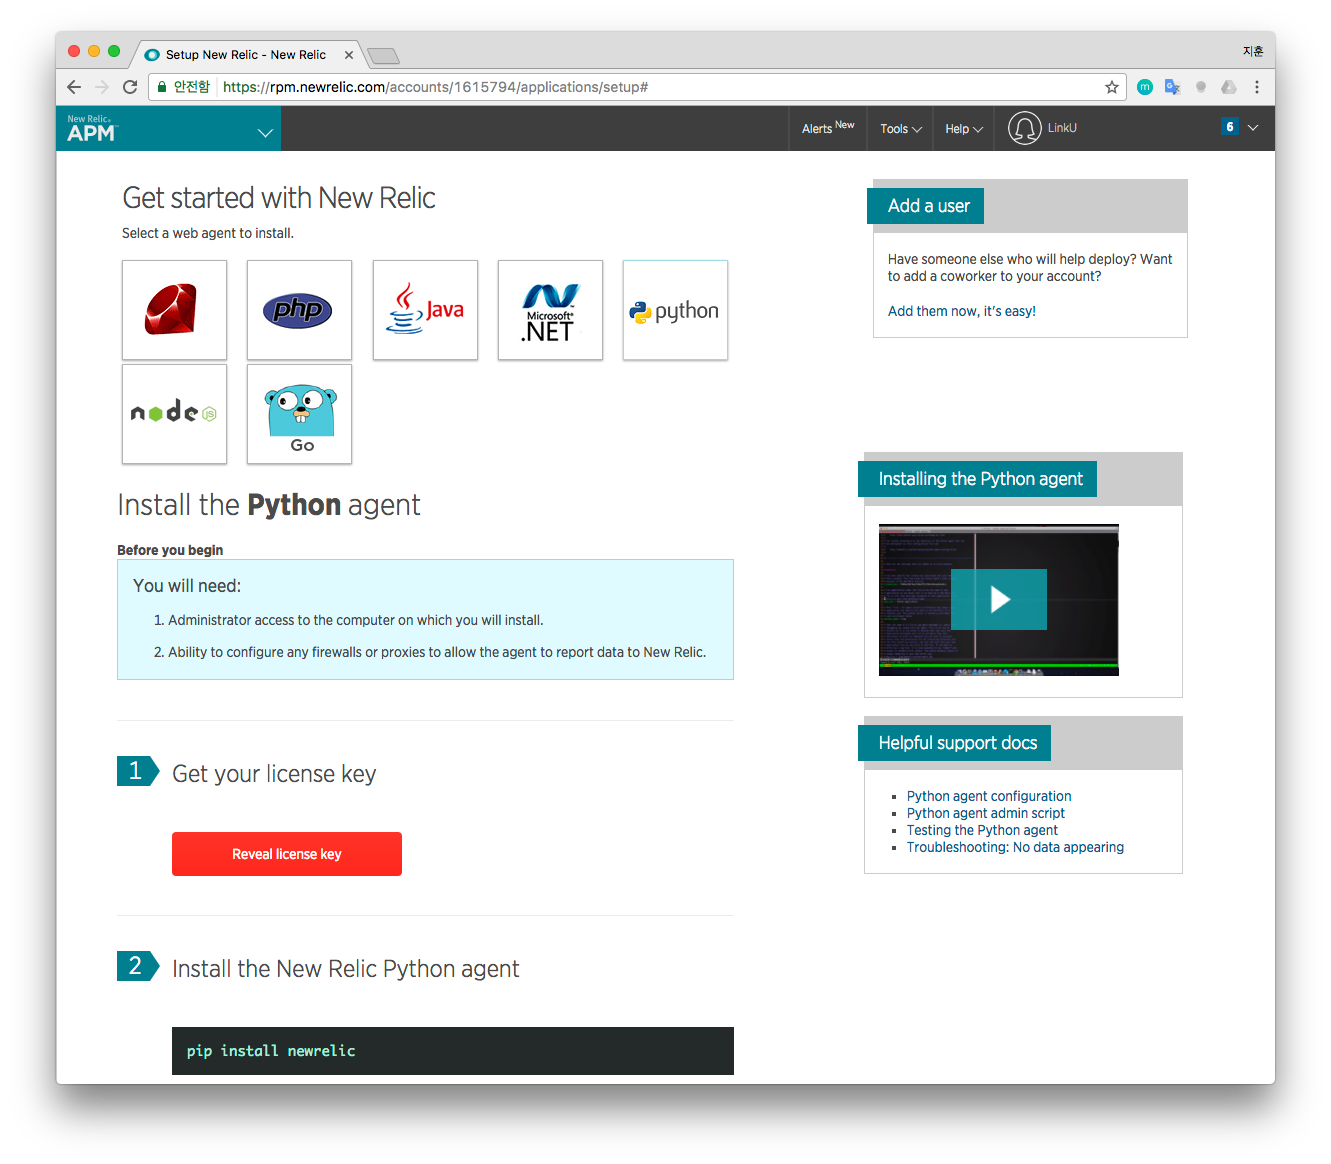 Setup New Relic - New Relic
지훈
안전함
https://rpm.newrelic.com/accounts/1615794/applications/setup#
New Relic®
APM™
Alerts New
Tools
Help
LinkU
6
Get started with New Relic
Select a web agent to install.
php
Java
Microsoft®
.NET
python
node JS
Go
Install the Python agent
Before you begin
You will need:
1. Administrator access to the computer on which you will install.
2. Ability to configure any firewalls or proxies to allow the agent to report data to New Relic.
1 Get your license key
Reveal license key
2 Install the New Relic Python agent
pip install newrelic
Add a user
Have someone else who will help deploy? Want
to add a coworker to your account?
Add them now, it's easy!
Installing the Python agent
Helpful support docs
Python agent configuration
Python agent admin script
Testing the Python agent
Troubleshooting: No data appearing